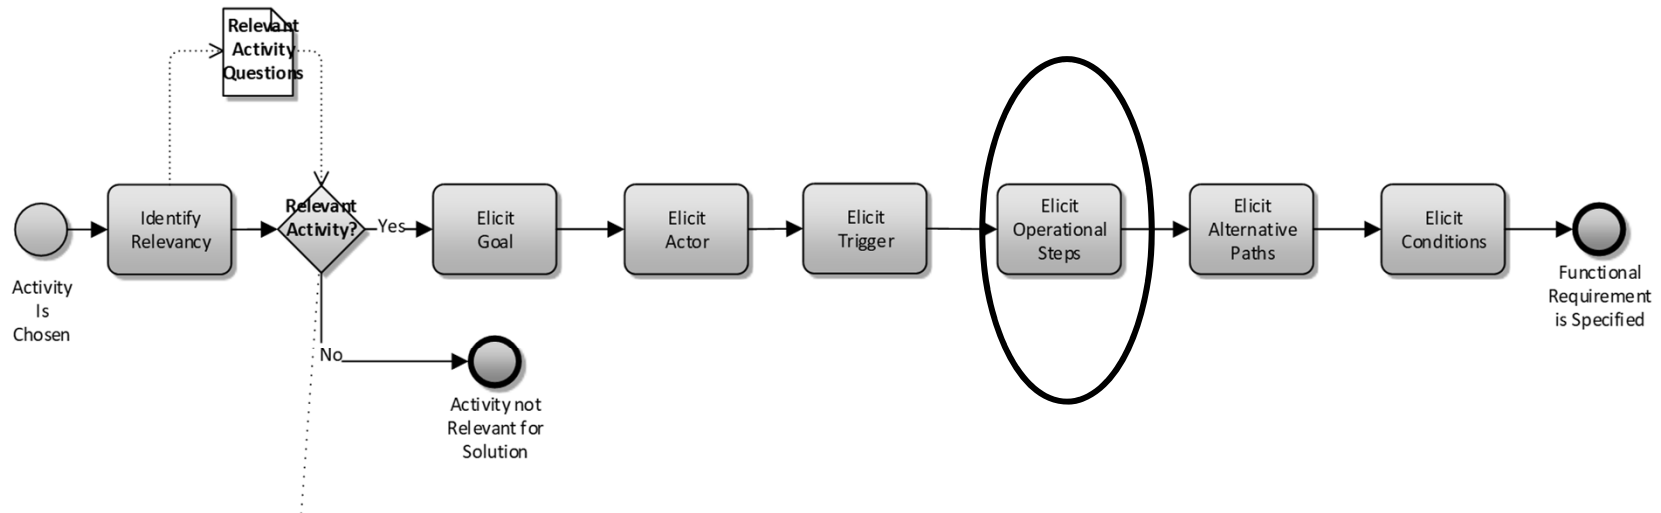 Relevant
Activity
Questions
Identify
Relevancy
Relevant
Activity?
Yes
Elicit
Goal
Elicit
Actor
Elicit
Trigger
Elicit
Operational
Steps
Elicit
Alternative
Paths
Elicit
Conditions
Activity
Is
Chosen
Functional
Requirement
is Specified
No
Activity not
Relevant for
Solution